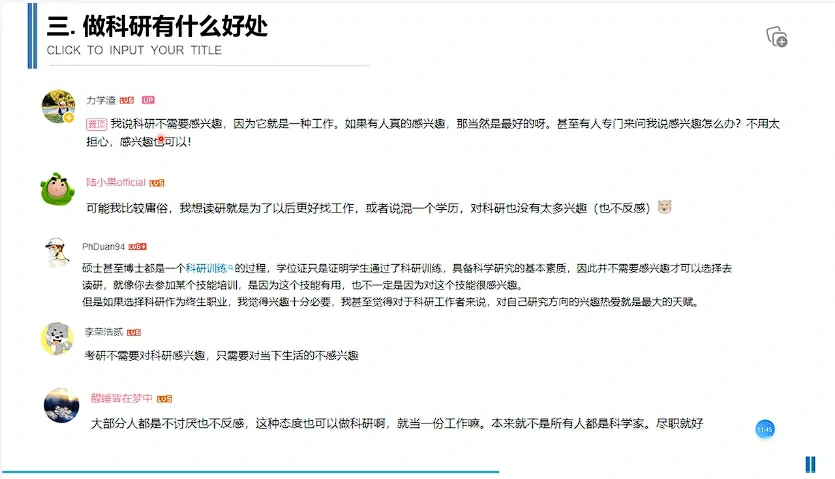 三. 做科研有什么好处
CLICK TO INPUT YOUR TITLE
力学渣 LV6 UP
置顶 我说科研不需要感兴趣，因为它就是一种工作。如果有人真的感兴趣，那当然是最好的呀。甚至有人专门来问我说感兴趣怎么办？不用太
担心，感兴趣也可以！
陆小果official LV5
可能我比较庸俗，我想读研就是为了以后更好找工作，或者说混一个学历，对科研也没有太多兴趣（也不反感）
PhDuan94 LV6+
硕士甚至博士都是一个科研训练的过程，学位证只是证明学生通过了科研训练，具备科学研究的基本素质，因此并不需要感兴趣才可以选择去
读研，就像你去参加某个技能培训，是因为这个技能有用，也不一定是因为对这个技能很感兴趣。
但是如果选择科研作为终生职业，我觉得兴趣十分必要，我甚至觉得对于科研工作者来说，对自己研究方向的兴趣热爱就是最大的天赋。
李荣浩贰 LV6
考研不需要对科研感兴趣，只需要对当下生活的不感兴趣
醒睡皆在梦中 LV5
大部分人都是不讨厌也不反感，这种态度也可以做科研啊，就当一份工作嘛。本来就不是所有人都是科学家。尽职就好
11:45